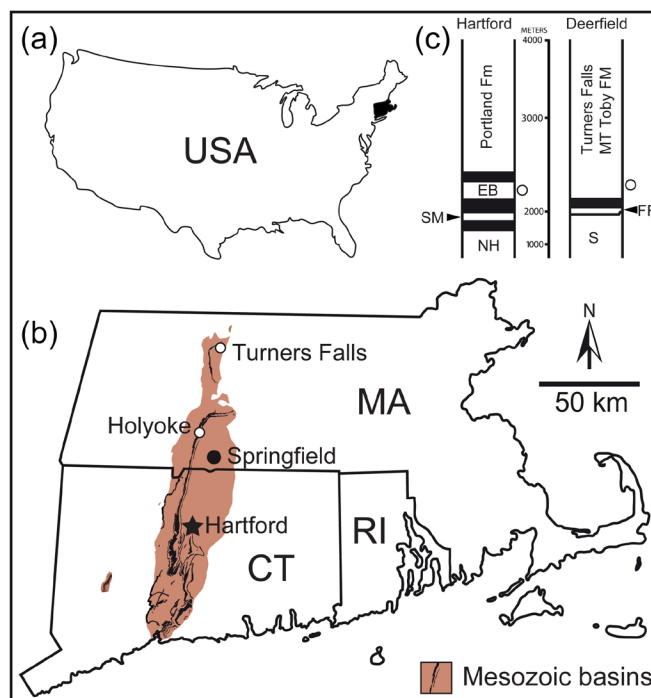 (a)
USA
(c)
Hartford
METERS
Deerfield
4000
3000
2000
1000
Portland Fm
EB
SM
NH
Turners Falls
MT Toby FM
FF
S
(b)
Turners Falls
Holyoke
Springfield
Hartford
MA
CT
RI
N
50 km
Mesozoic basins